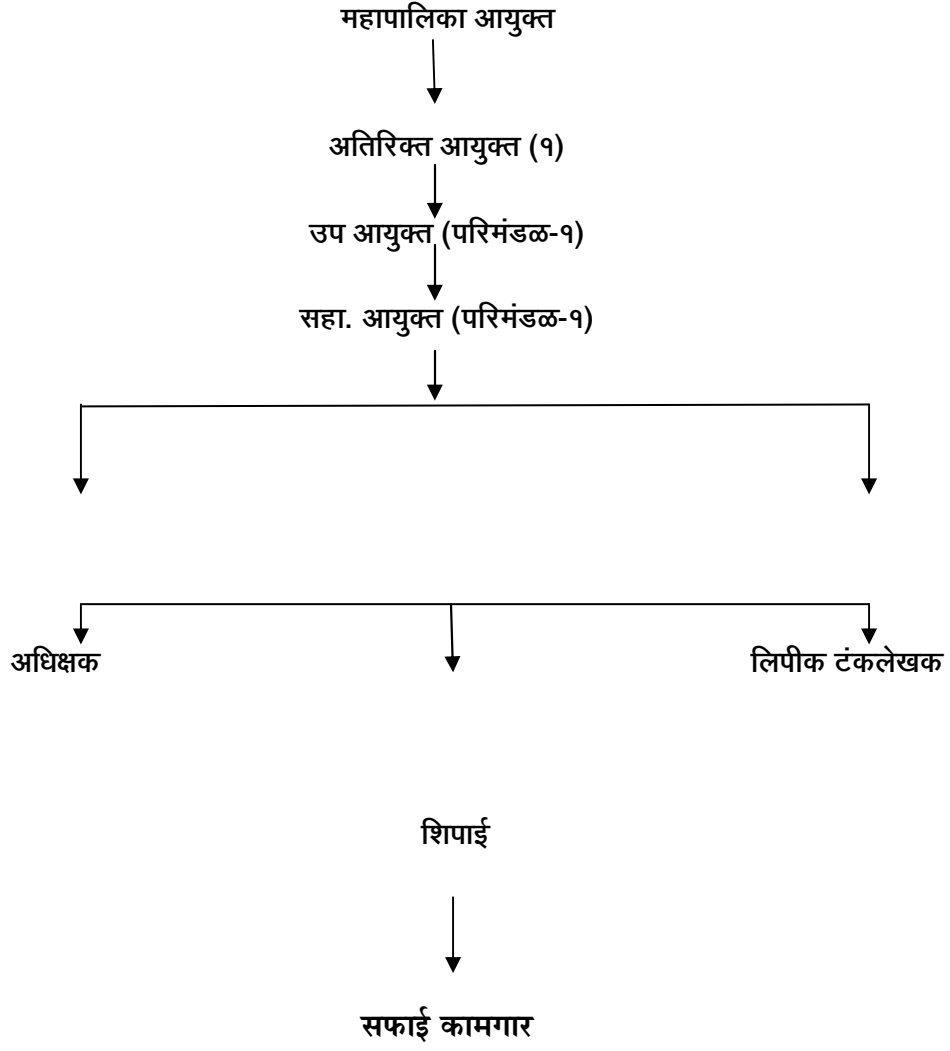 महापालिका आयुक्त
अतिरिक्त आयुक्त (१)
उप आयुक्त (परिमंडळ-१)
सहा. आयुक्त (परिमंडळ-१)
अधिक्षक
लिपीक टंकलेखक
शिपाई
सफाई कामगार